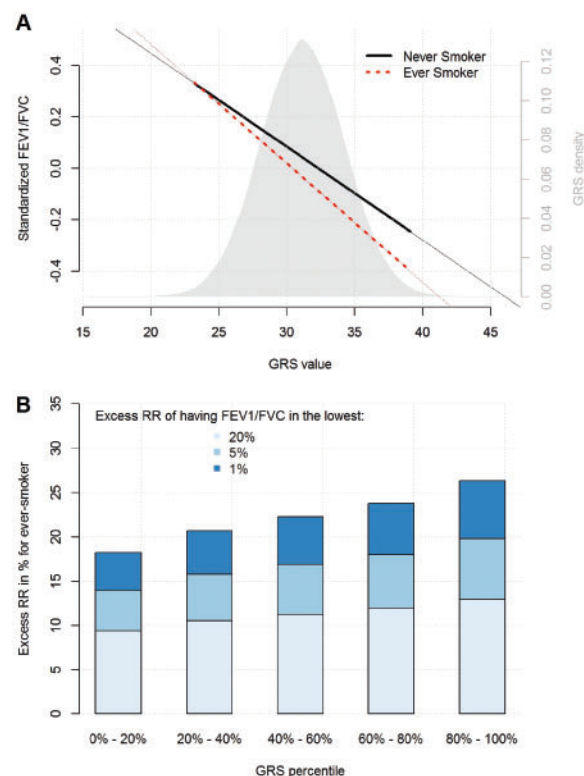 A
Never Smoker
Ever Smoker
Standardized FEV1/FVC
0.4
0.2
0.0
-0.2
-0.4
GRS density
0.12
0.10
0.08
0.06
0.04
0.02
0.00
15 20 25 30 35 40 45
GRS value
B
Excess RR of having FEV1/FVC in the lowest:
20%
5%
1%
Excess RR in % for ever-smoker
35
30
25
20
15
10
5
0
0% - 20% 20% - 40% 40% - 60% 60% - 80% 80% - 100%
GRS percentile